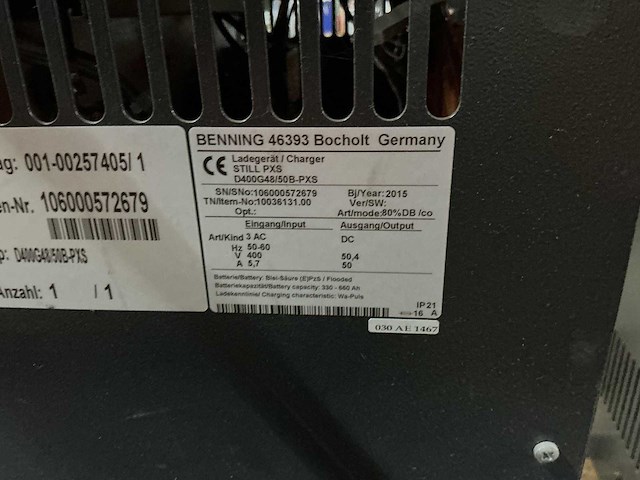 ag: 001-00257405/ 1
en-Nr. 106000572679
p: D400G48/50B-PXS
Anzahl: 1 / 1
BENNING 46393 Bocholt Germany
CE Ladegerät / Charger
STILL PXS
D400G48/50B-PXS
SN/SNo:106000572679 Bj/Year: 2015
TN/Item-No:10036131.00 Ver/SW:
Opt.: Art/mode:80%DB /co
Eingang/Input Ausgang/Output
Art/Kind 3 AC DC
Hz 50-60
V 400 50,4
A 5,7 50
Batterie/Battery: Blei-Säure (E)PzS / Flooded
Batteriekapazität/Battery capacity: 330 - 660 Ah
Ladekennlinie/ Charging characteristic: Wa-Puls
IP21
16 A
030 AE 1467